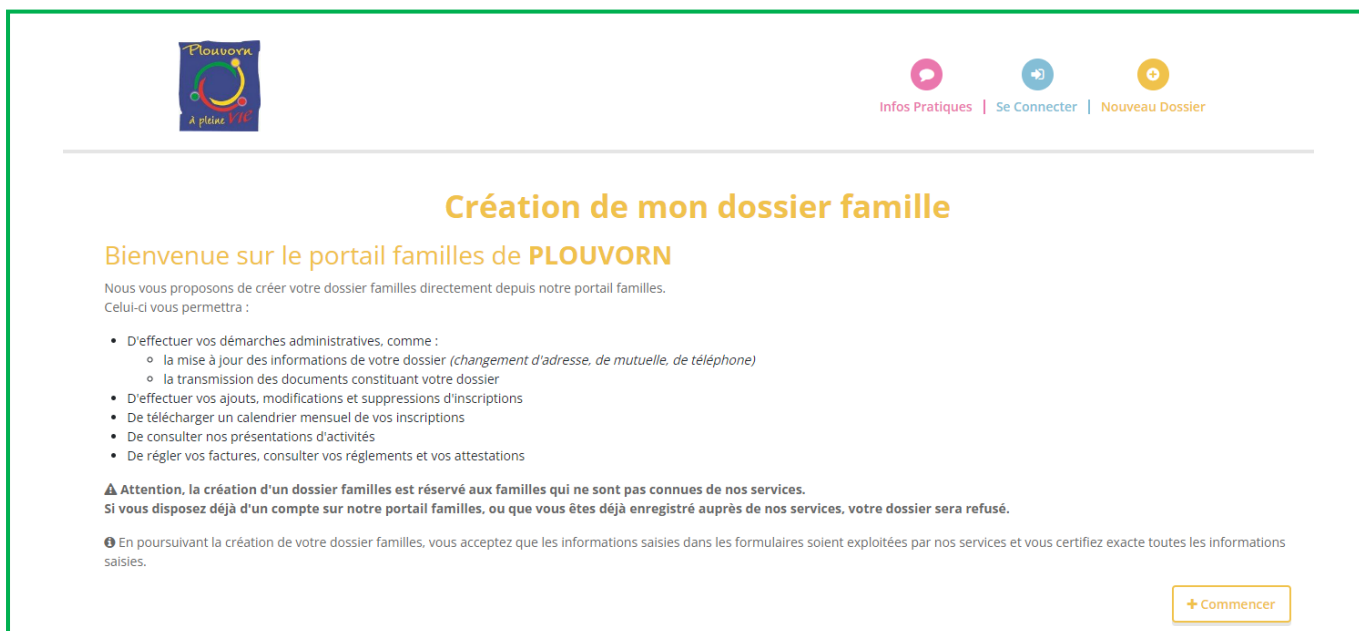 Plouvorn
à pleine Vie
Infos Pratiques | Se Connecter | Nouveau Dossier
Création de mon dossier famille
Bienvenue sur le portail familles de PLOUVORN
Nous vous proposons de créer votre dossier familles directement depuis notre portail familles.
Celui-ci vous permettra :
• D'effectuer vos démarches administratives, comme :
◦ la mise à jour des informations de votre dossier (changement d'adresse, de mutuelle, de téléphone)
◦ la transmission des documents constituant votre dossier
• D'effectuer vos ajouts, modifications et suppressions d'inscriptions
• De télécharger un calendrier mensuel de vos inscriptions
• De consulter nos présentations d'activités
• De régler vos factures, consulter vos réglements et vos attestations
Attention, la création d'un dossier familles est réservé aux familles qui ne sont pas connues de nos services.
Si vous disposez déjà d'un compte sur notre portail familles, ou que vous êtes déjà enregistré auprès de nos services, votre dossier sera refusé.
En poursuivant la création de votre dossier familles, vous acceptez que les informations saisies dans les formulaires soient exploitées par nos services et vous certifiez exacte toutes les informations
saisies.
+ Commencer